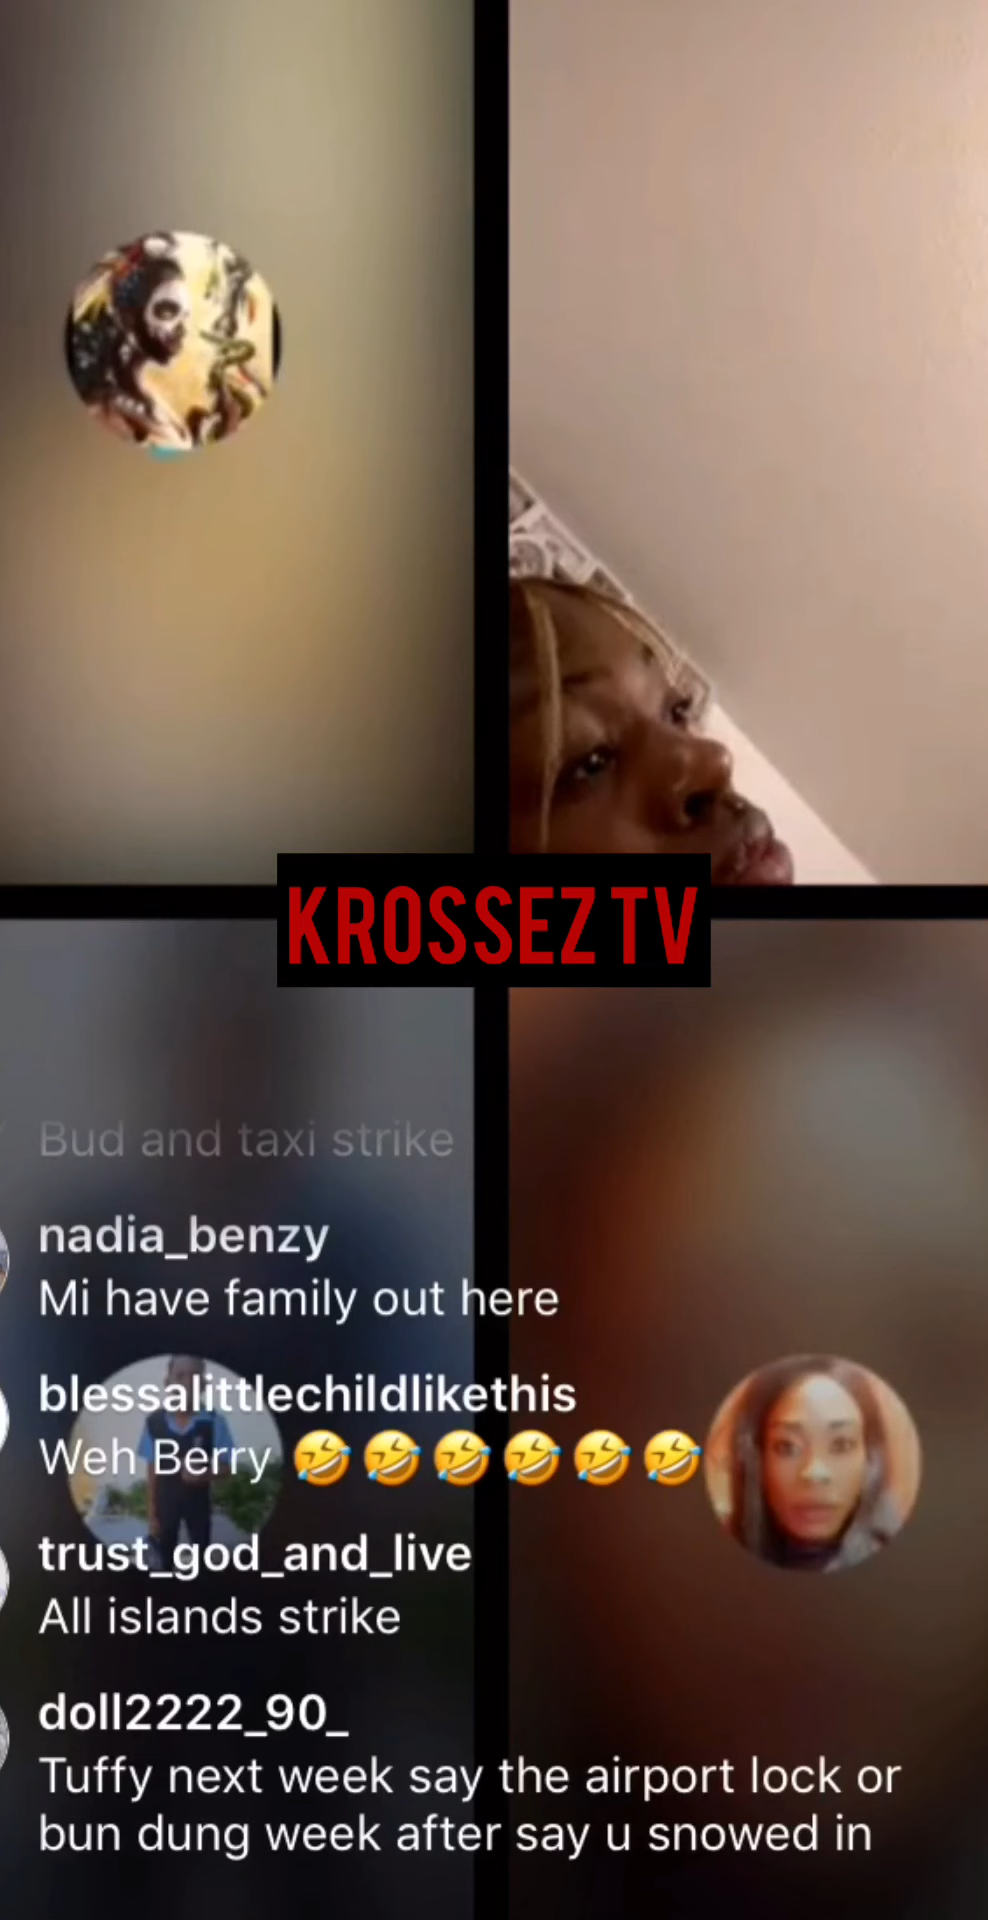 KROSSEZ TV
Bud and taxi strike
nadia_benzy
Mi have family out here
blessalittlechildlikethis
Weh Berry 🤣🤣🤣🤣🤣🤣
trust_god_and_live
All islands strike
doll2222_90_
Tuffy next week say the airport lock or
bun dung week after say u snowed in